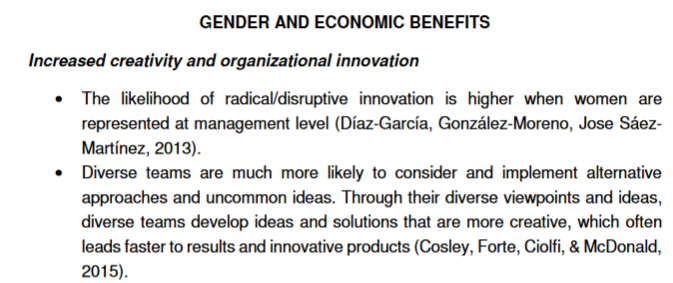 GENDER AND ECONOMIC BENEFITS
Increased creativity and organizational innovation
• The likelihood of radical/disruptive innovation is higher when women are
represented at management level (Díaz-García, González-Moreno, Jose Sáez-
Martínez, 2013).
• Diverse teams are much more likely to consider and implement alternative
approaches and uncommon ideas. Through their diverse viewpoints and ideas,
diverse teams develop ideas and solutions that are more creative, which often
leads faster to results and innovative products (Cosley, Forte, Ciolfi, & McDonald,
2015).